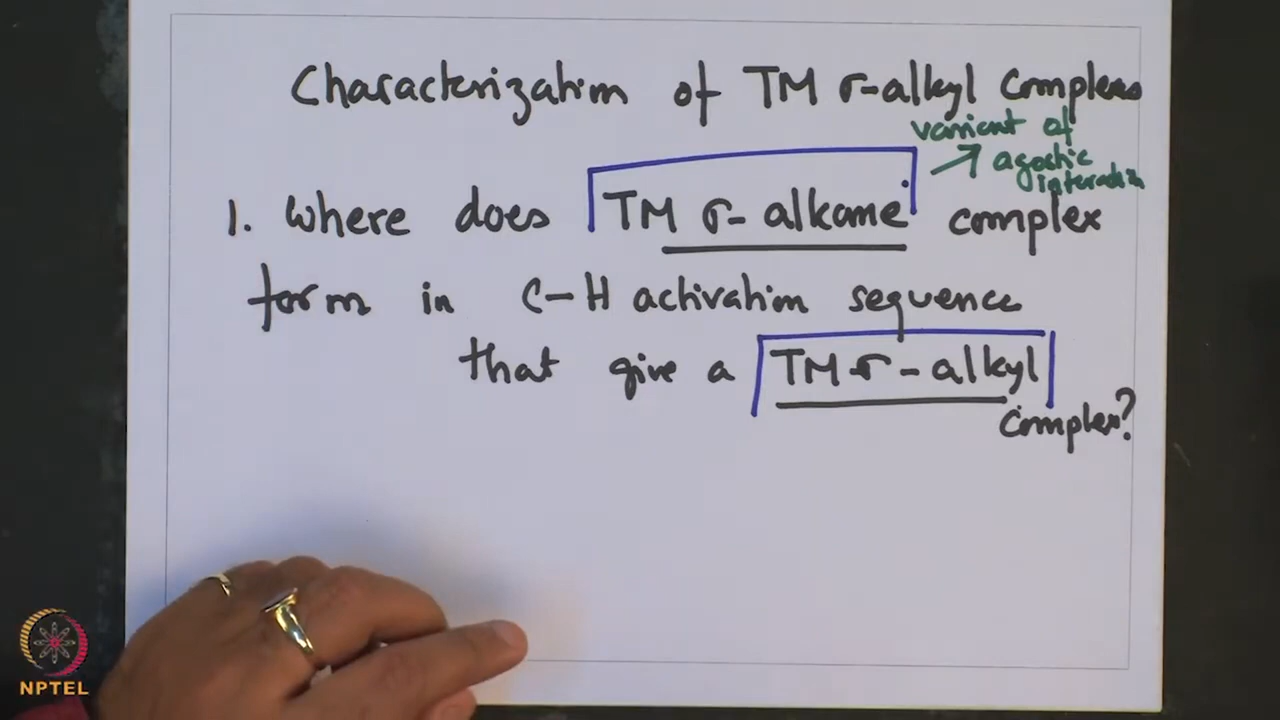 Characterization of TM σ-alkyl Complexes
variant of
agostic
interaction
1. Where does TM σ- alkane complex
form in C-H activation sequence
that give a TM σ-alkyl
Complex?
NPTEL